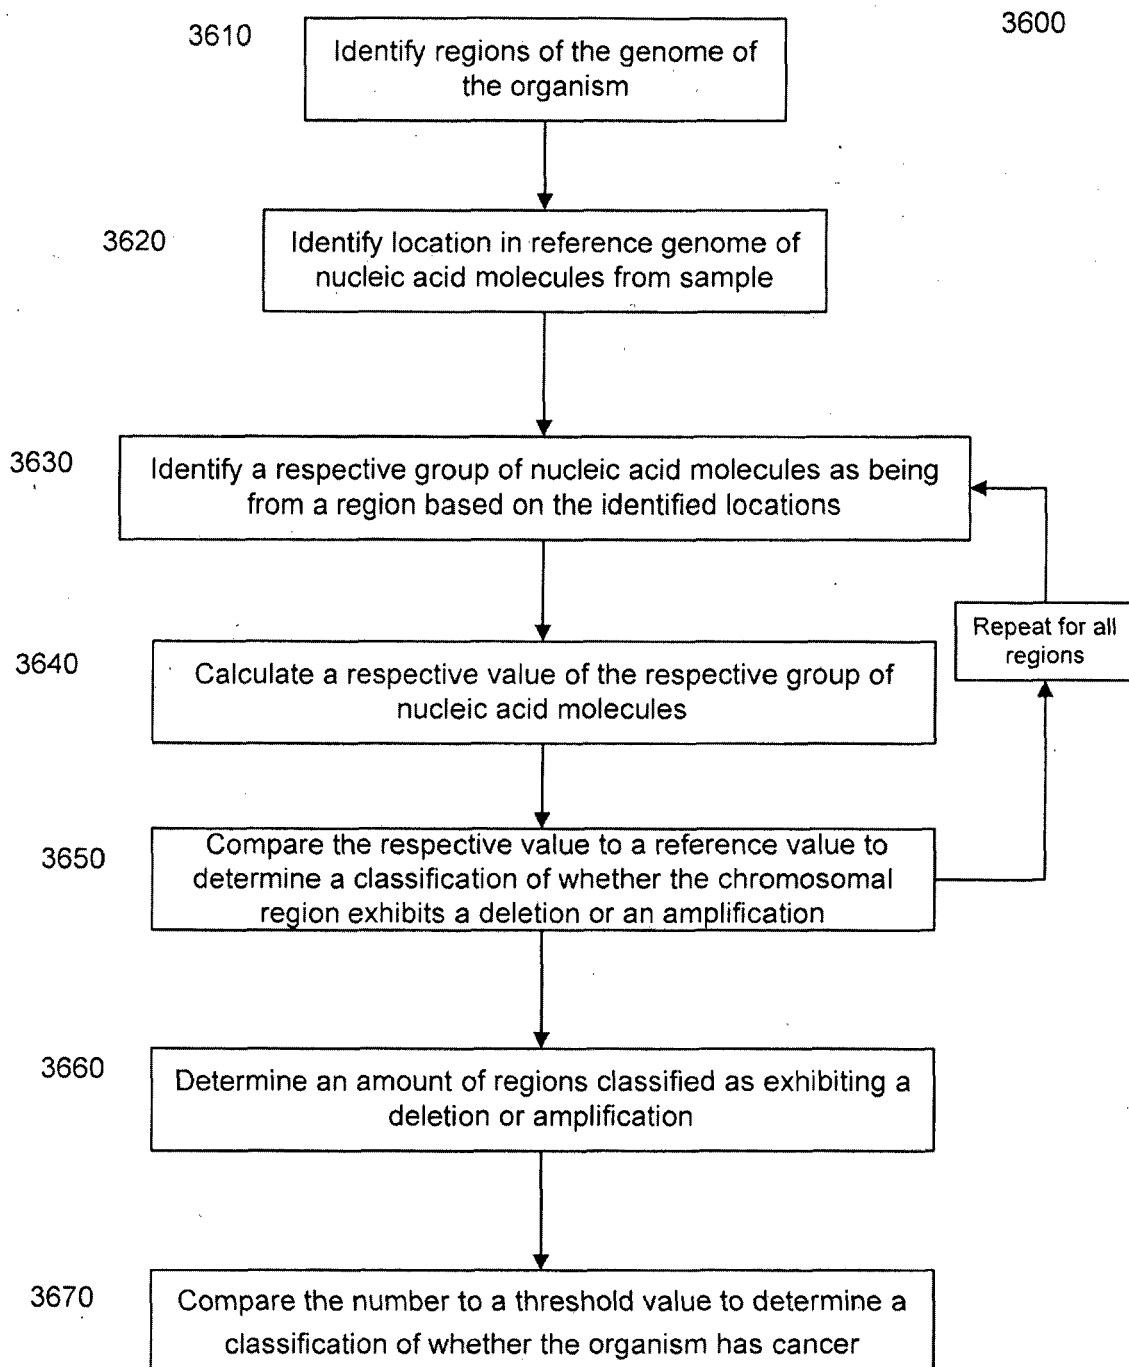 3600
3610
Identify regions of the genome of
the organism
3620
Identify location in reference genome of
nucleic acid molecules from sample
3630
Identify a respective group of nucleic acid molecules as being
from a region based on the identified locations
Repeat for all
regions
3640
Calculate a respective value of the respective group of
nucleic acid molecules
3650
Compare the respective value to a reference value to
determine a classification of whether the chromosomal
region exhibits a deletion or an amplification
3660
Determine an amount of regions classified as exhibiting a
deletion or amplification
3670
Compare the number to a threshold value to determine a
classification of whether the organism has cancer